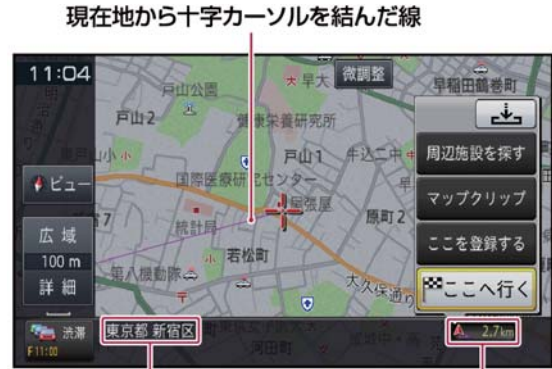 現在地から十字カーソルを結んだ線
11:04
戸山公園
早大
微調整
早稲田鶴巻町
戸山2
健康栄養研究所
周辺施設を探す
戸山1
牛込二中
ビュー
国際医療研究センター
マップクリップ
統計局
原町2
ここを登録する
広域
100m
詳細
若松町
第八機動隊
大久保通り
ここへ行く
渋滞
F11:00
東京都 新宿区
河田町
2.7km